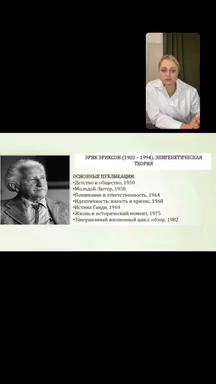 ЭРИК ЭРИКСОН (1902 – 1994). ЭПИГЕНЕТИЧЕСКАЯ
ТЕОРИЯ
ОСНОВНЫЕ ПУБЛИКАЦИИ:
•Детство и общество, 1950
•Молодой Лютер, 1958
•Понимание и ответственность, 1964
•Идентичность: юность и кризис, 1968
•Истина Ганди, 1969
•Жизнь и исторический момент, 1975
•Завершенный жизненный цикл: обзор, 1982